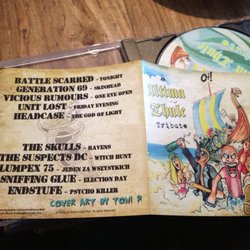 BATTLE SCARRED - TONIGHT
GENERATION 69 - SKINHEAD
VICIOUS RUMOURS - ONE EYE OPEN
UNIT LOST - FRIDAY EVENING
HEADCASE - THE GOD OF LIGHT
THE SKULLS - RAVENS
THE SUSPECTS DC - WITCH HUNT
LUMPEX 75 - JEDEN ZA WSZYSTKICH
SNIFFING GLUE - ELECTION DAY
ENDSTUFE - PSYCHO KILLER
COVER ART BY TONI P
Oi!
Ultima
Thule
Tribute